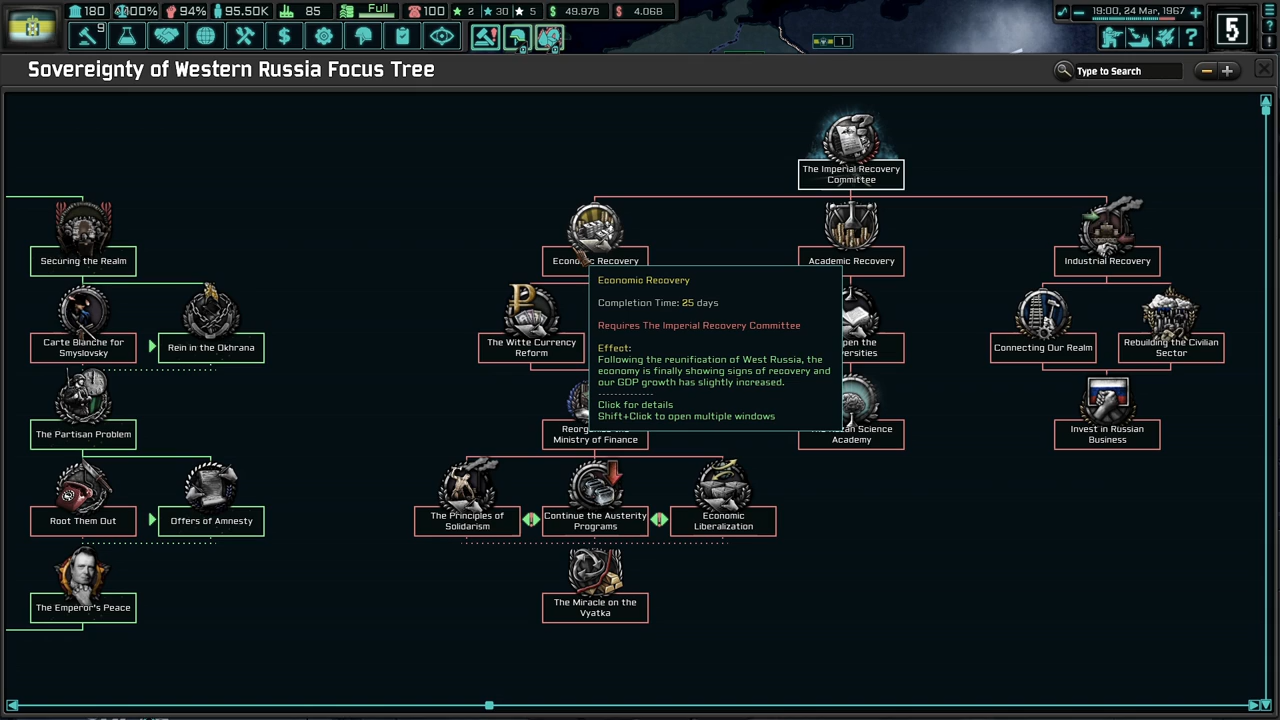 180
100%
94%
95.50K
85
Full
100
2
30
5
$ 49.97B
$ 4.06B
19:00, 24 Mar, 1967
5
9
1
Sovereignty of Western Russia Focus Tree
Type to Search
The Imperial Recovery
Committee
Securing the Realm
Economic Recovery
Academic Recovery
Industrial Recovery
Economic Recovery
Completion Time: 25 days
Requires The Imperial Recovery Committee
Effect:
Following the reunification of West Russia, the
economy is finally showing signs of recovery and
our GDP growth has slightly increased.
--------------
Click for details
Shift+Click to open multiple windows
Carte Blanche for
Smyslovsky
Rein in the Okhrana
The Witte Currency
Reform
Connecting Our Realm
Rebuilding the Civilian
Sector
The Partisan Problem
Ministry of Finance
Science
Academy
Invest in Russian
Business
Root Them Out
Offers of Amnesty
The Principles of
Solidarism
Continue the Austerity
Programs
Economic
Liberalization
The Emperor's Peace
The Miracle on the
Vyatka